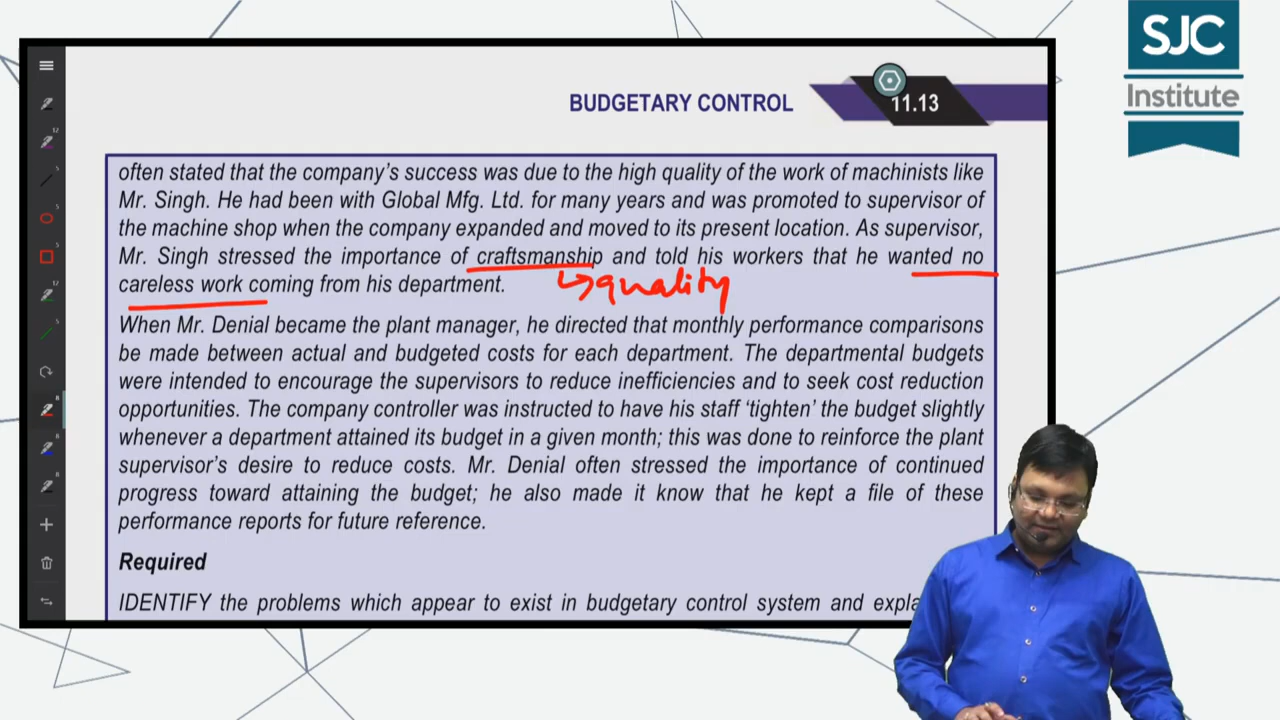 SJC
Institute
BUDGETARY CONTROL
11.13
often stated that the company's success was due to the high quality of the work of machinists like
Mr. Singh. He had been with Global Mfg. Ltd. for many years and was promoted to supervisor of
the machine shop when the company expanded and moved to its present location. As supervisor,
Mr. Singh stressed the importance of craftsmanship and told his workers that he wanted no
careless work coming from his department.
quality
When Mr. Denial became the plant manager, he directed that monthly performance comparisons
be made between actual and budgeted costs for each department. The departmental budgets
were intended to encourage the supervisors to reduce inefficiencies and to seek cost reduction
opportunities. The company controller was instructed to have his staff 'tighten' the budget slightly
whenever a department attained its budget in a given month; this was done to reinforce the plant
supervisor's desire to reduce costs. Mr. Denial often stressed the importance of continued
progress toward attaining the budget; he also made it know that he kept a file of these
performance reports for future reference.
Required
IDENTIFY the problems which appear to exist in budgetary control system and